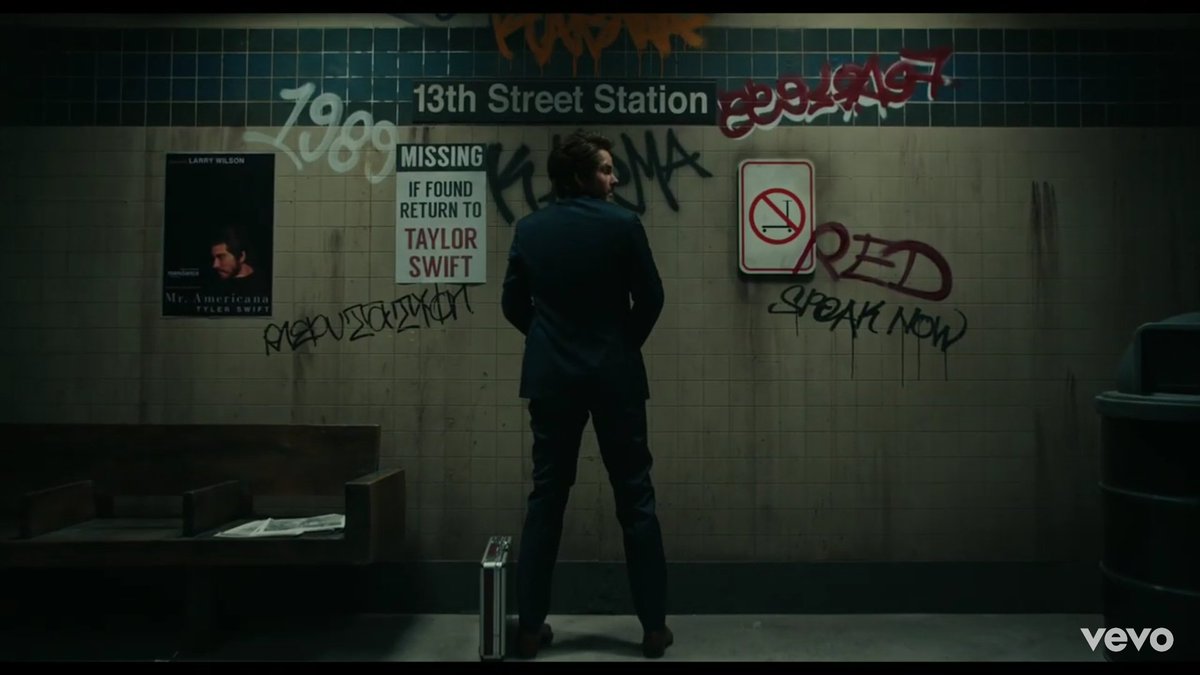 13th Street Station
1989
LARRY WILSON
MISSING
IF FOUND
RETURN TO
TAYLOR
SWIFT
KARMA
Mr. Americana
TYLER SWIFT
REPUTATION
RED
SPEAK NOW
vevo